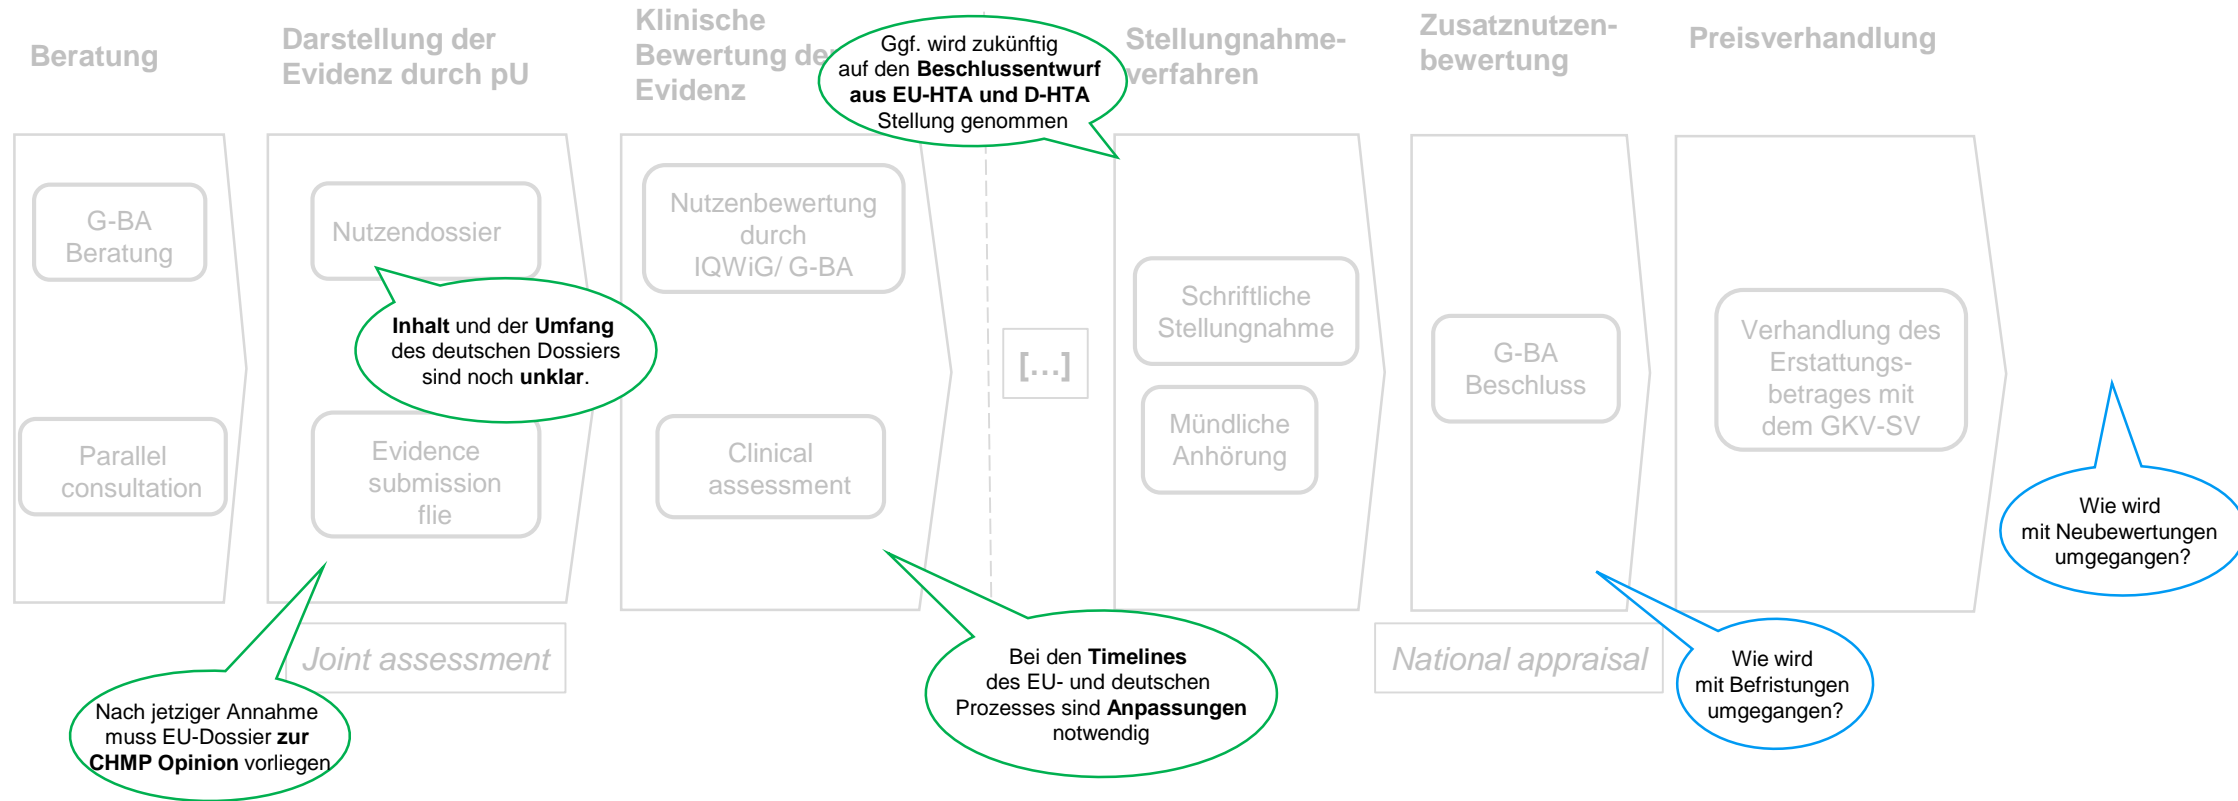 Beratung
Darstellung der
Evidenz durch pU
Klinische
Bewertung der
Evidenz
Ggf. wird zukünftig
auf den Beschlussentwurf
aus EU-HTA und D-HTA
Stellung genommen
Stellungnahme-
verfahren
Zusatznutzen-
bewertung
Preisverhandlung
G-BA
Beratung
Parallel
consultation
Nutzendossier
Inhalt und der Umfang
des deutschen Dossiers
sind noch unklar.
Evidence
submission
flie
Nutzenbewertung
durch
IQWiG/ G-BA
Clinical
assessment
[…]
Schriftliche
Stellungnahme
Mündliche
Anhörung
G-BA
Beschluss
Verhandlung des
Erstattungs-
betrages mit
dem GKV-SV
Wie wird
mit Neubewertungen
umgegangen?
Joint assessment
National appraisal
Nach jetziger Annahme
muss EU-Dossier zur
CHMP Opinion vorliegen
Bei den Timelines
des EU- und deutschen
Prozesses sind Anpassungen
notwendig
Wie wird
mit Befristungen
umgegangen?